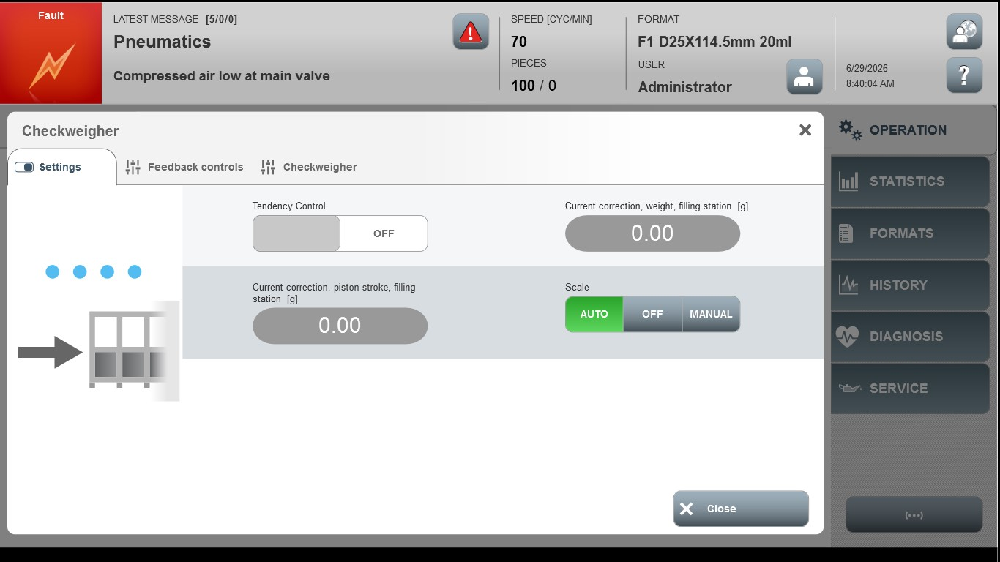 Fault
LATEST MESSAGE [5/0/0]
Pneumatics
Compressed air low at main valve
SPEED [CYC/MIN]
70
PIECES
100 / 0
FORMAT
F1 D25X114.5mm 20ml
USER
Administrator
6/29/2026
8:40:04 AM
?
Checkweigher
Settings
Feedback controls
Checkweigher
Tendency Control
OFF
Current correction, weight, filling station [g]
0.00
Current correction, piston stroke, filling
station [g]
0.00
Scale
AUTO OFF MANUAL
Close
OPERATION
STATISTICS
FORMATS
HISTORY
DIAGNOSIS
SERVICE
(•••)